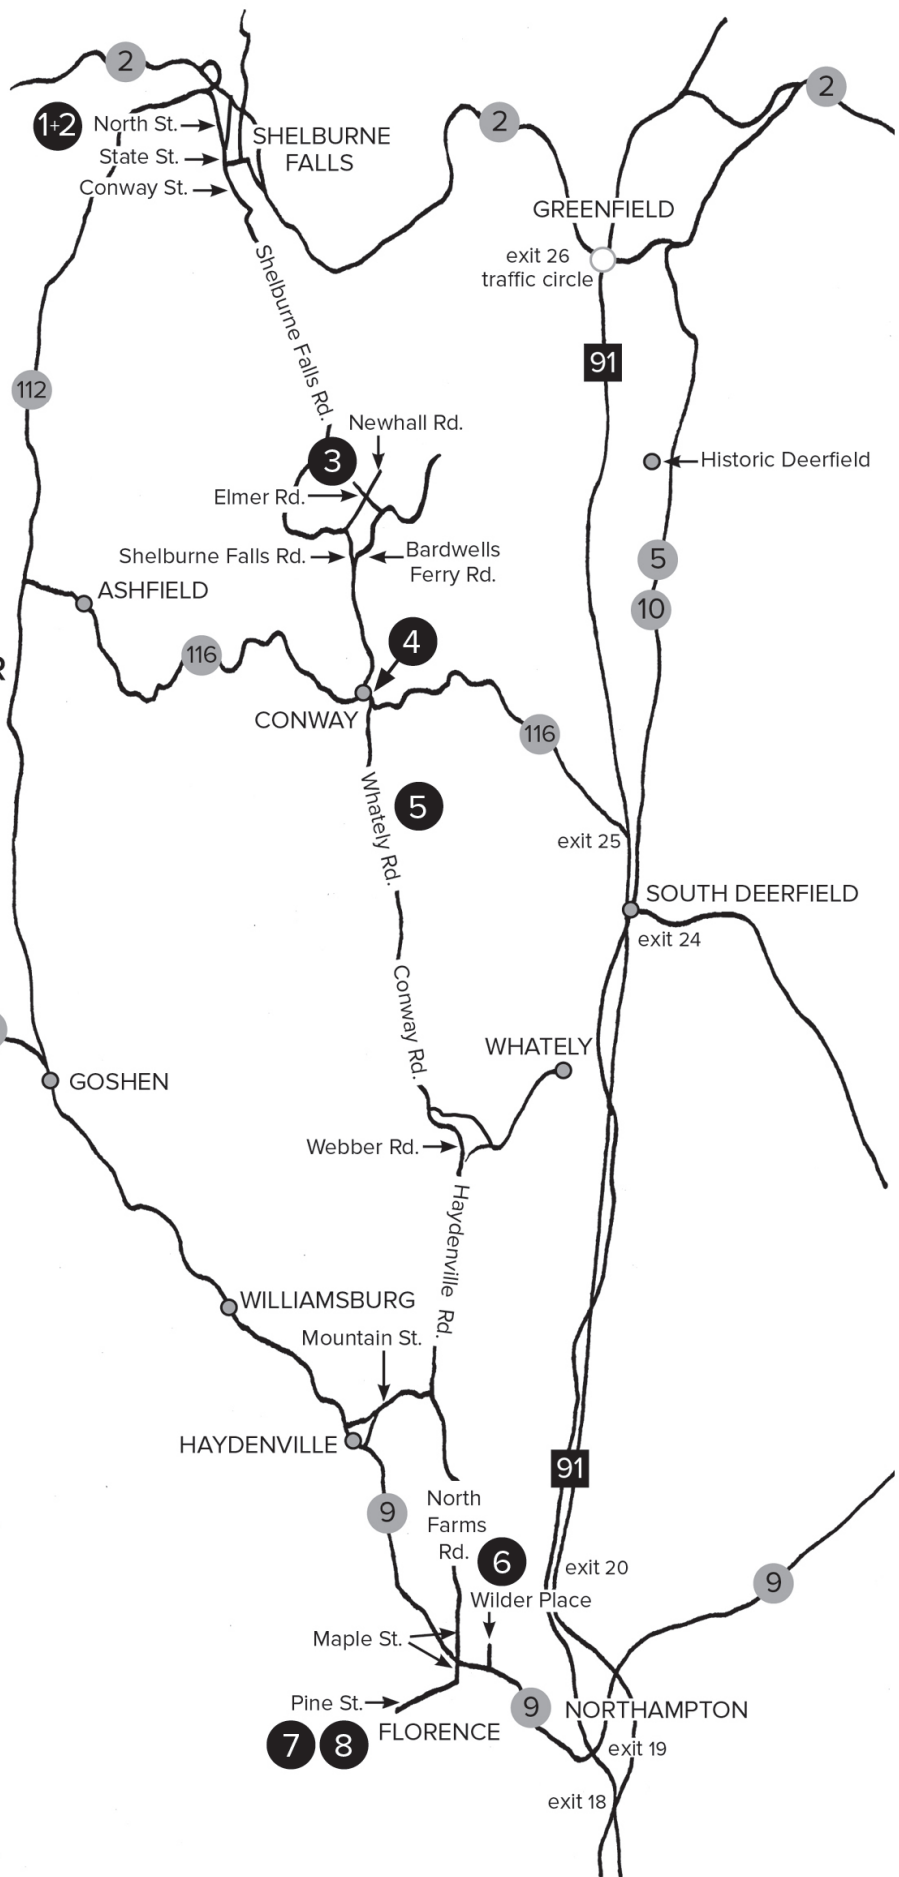 2
2
2
1+2
North St.
State St.
Conway St.
SHELBURNE
FALLS
GREENFIELD
exit 26
traffic circle
Shelburne Falls Rd.
91
112
Newhall Rd.
3
Elmer Rd.
Historic Deerfield
Shelburne Falls Rd.
Bardwells
Ferry Rd.
5
10
ASHFIELD
4
116
R
CONWAY
116
Whately Rd.
5
exit 25
SOUTH DEERFIELD
exit 24
Conway Rd.
WHATELY
GOSHEN
Webber Rd.
Haydenville Rd.
WILLIAMSBURG
Mountain St.
HAYDENVILLE
91
9
North
Farms
Rd.
6
exit 20
9
Wilder Place
Maple St.
Pine St.
9
NORTHAMPTON
7
8
FLORENCE
exit 19
exit 18